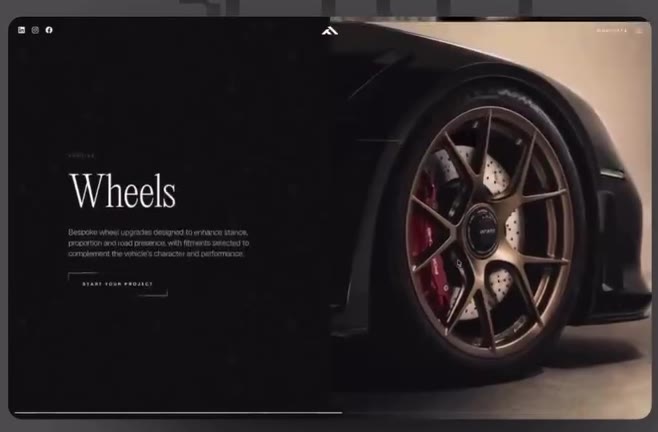 Wheels
Bespoke wheel upgrades designed to enhance stance,
proportion and road presence, with fitments selected to
complement the vehicle's character and performance.
START YOUR PROJECT